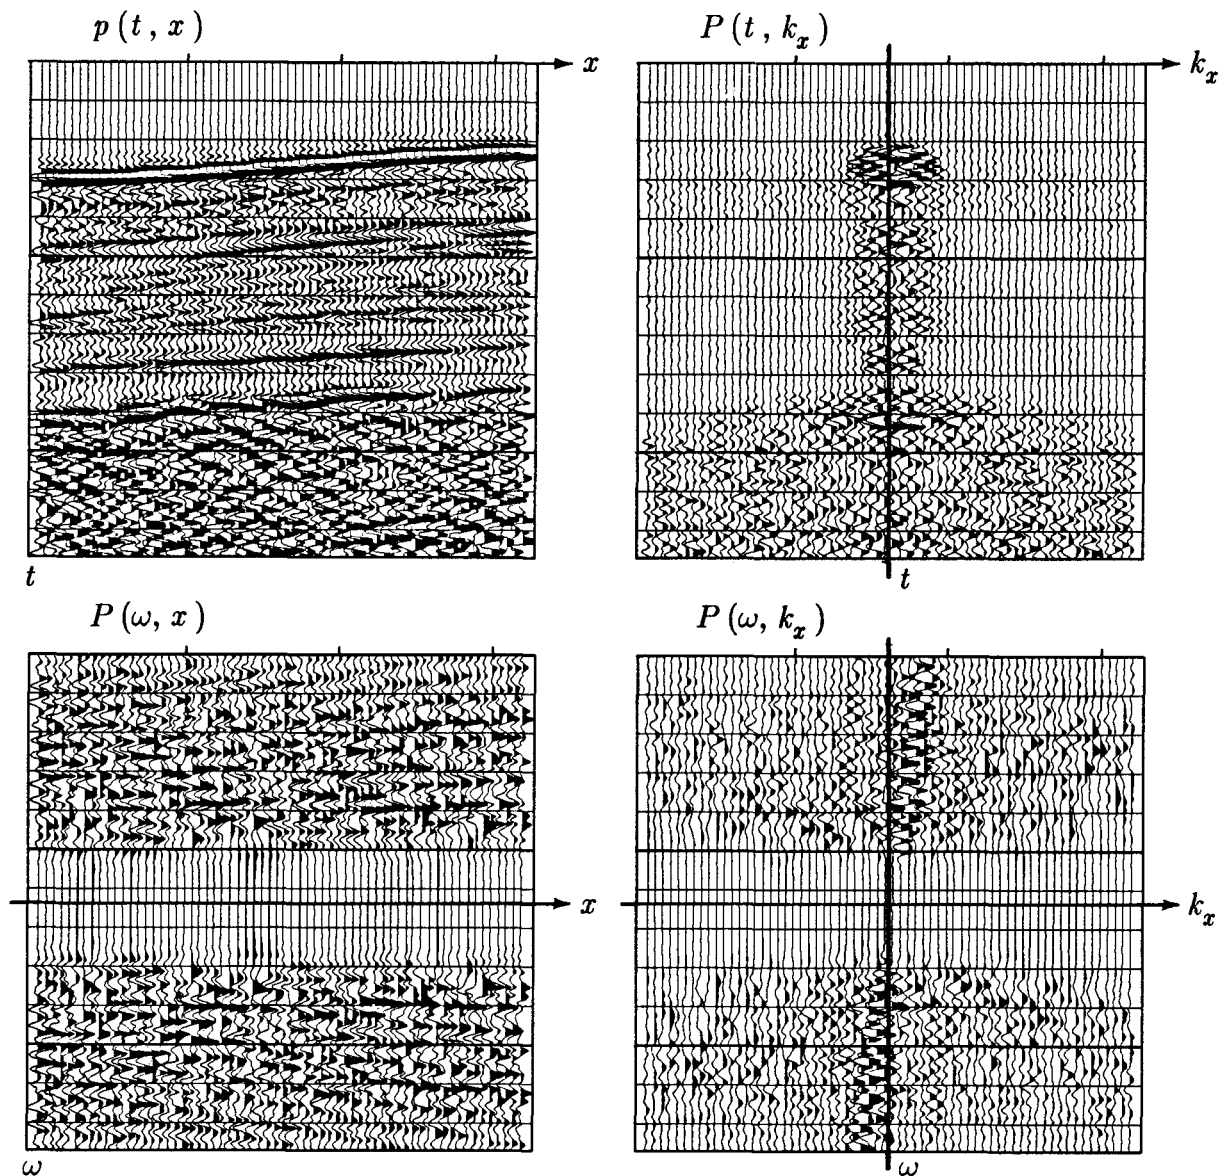 p (t , x)
P (t , k_x)
x
k_x
t
t
P (ω, x)
P (ω, k_x)
x
k_x
ω
ω